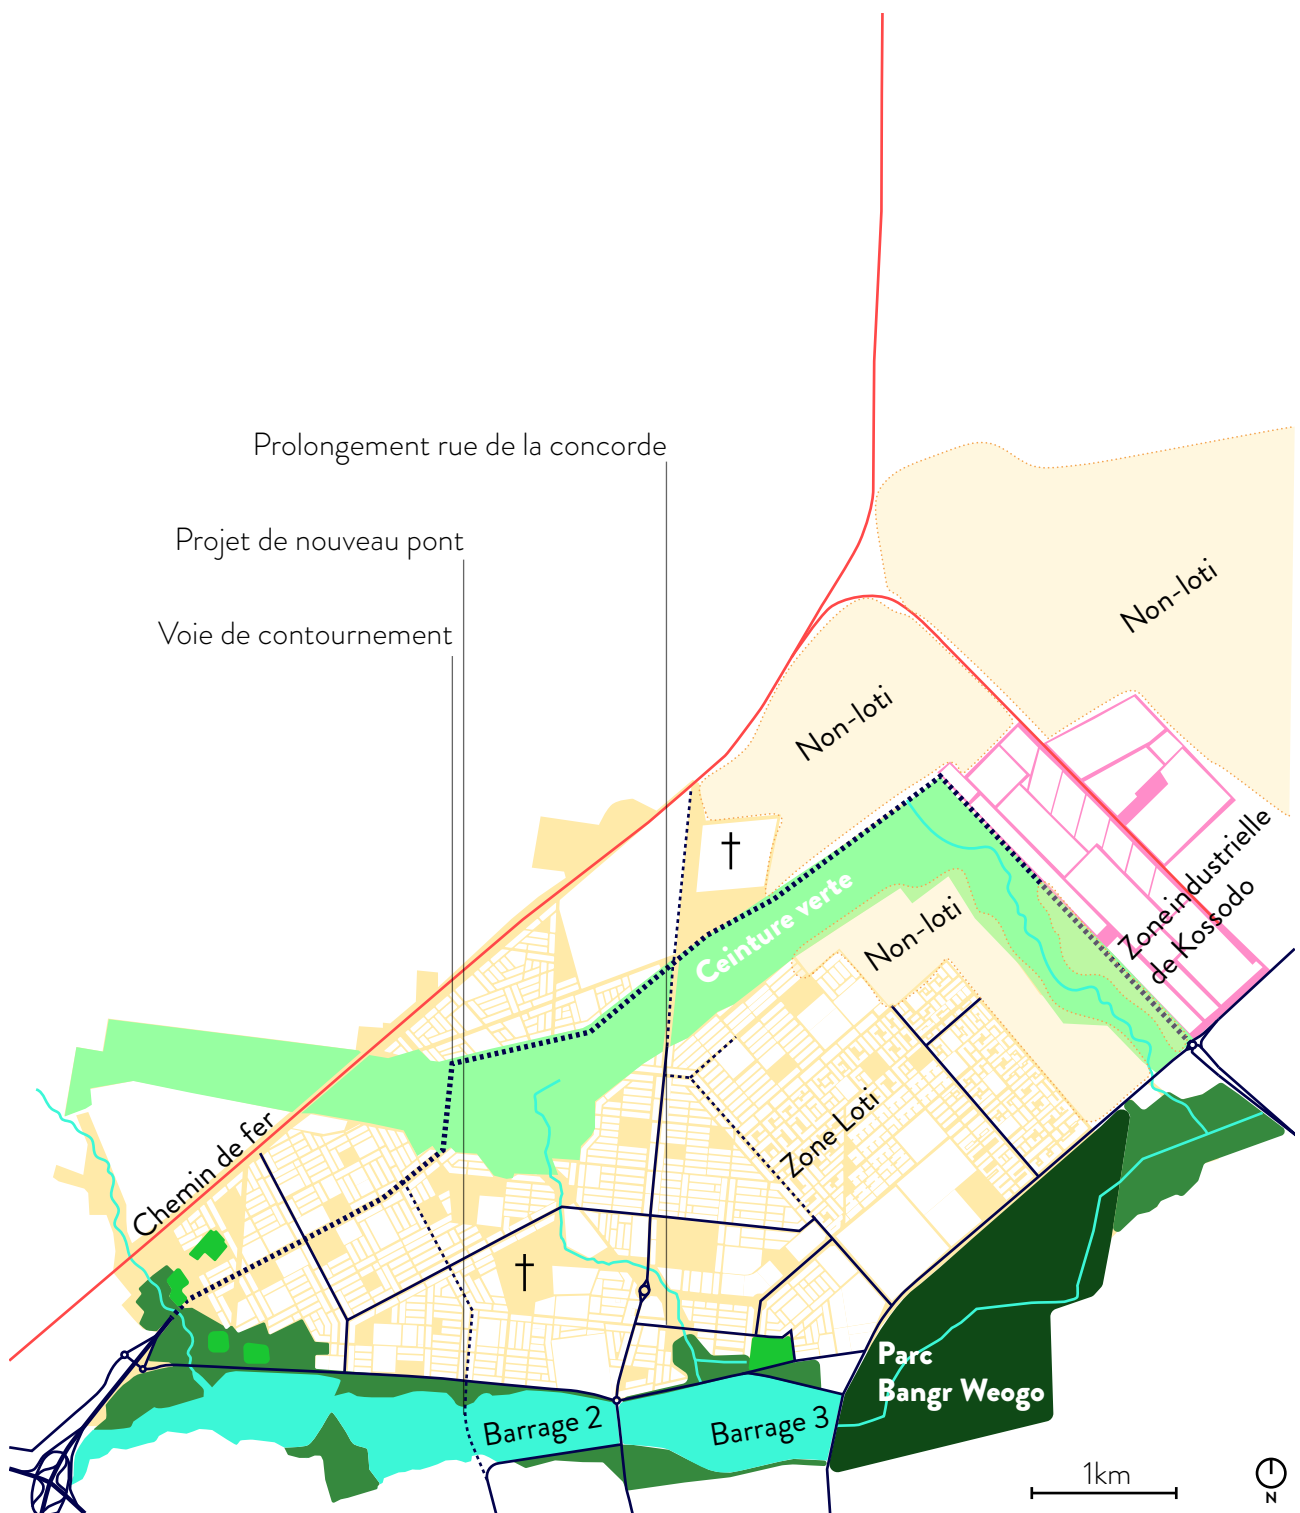 Prolongement rue de la concorde
Projet de nouveau pont
Voie de contournement
Non-loti
Non-loti
Zone industrielle
de Kossodo
Ceinture verte
Non-loti
Zone Loti
Chemin de fer
Parc
Bangr Weogo
Barrage 2
Barrage 3
1km
N